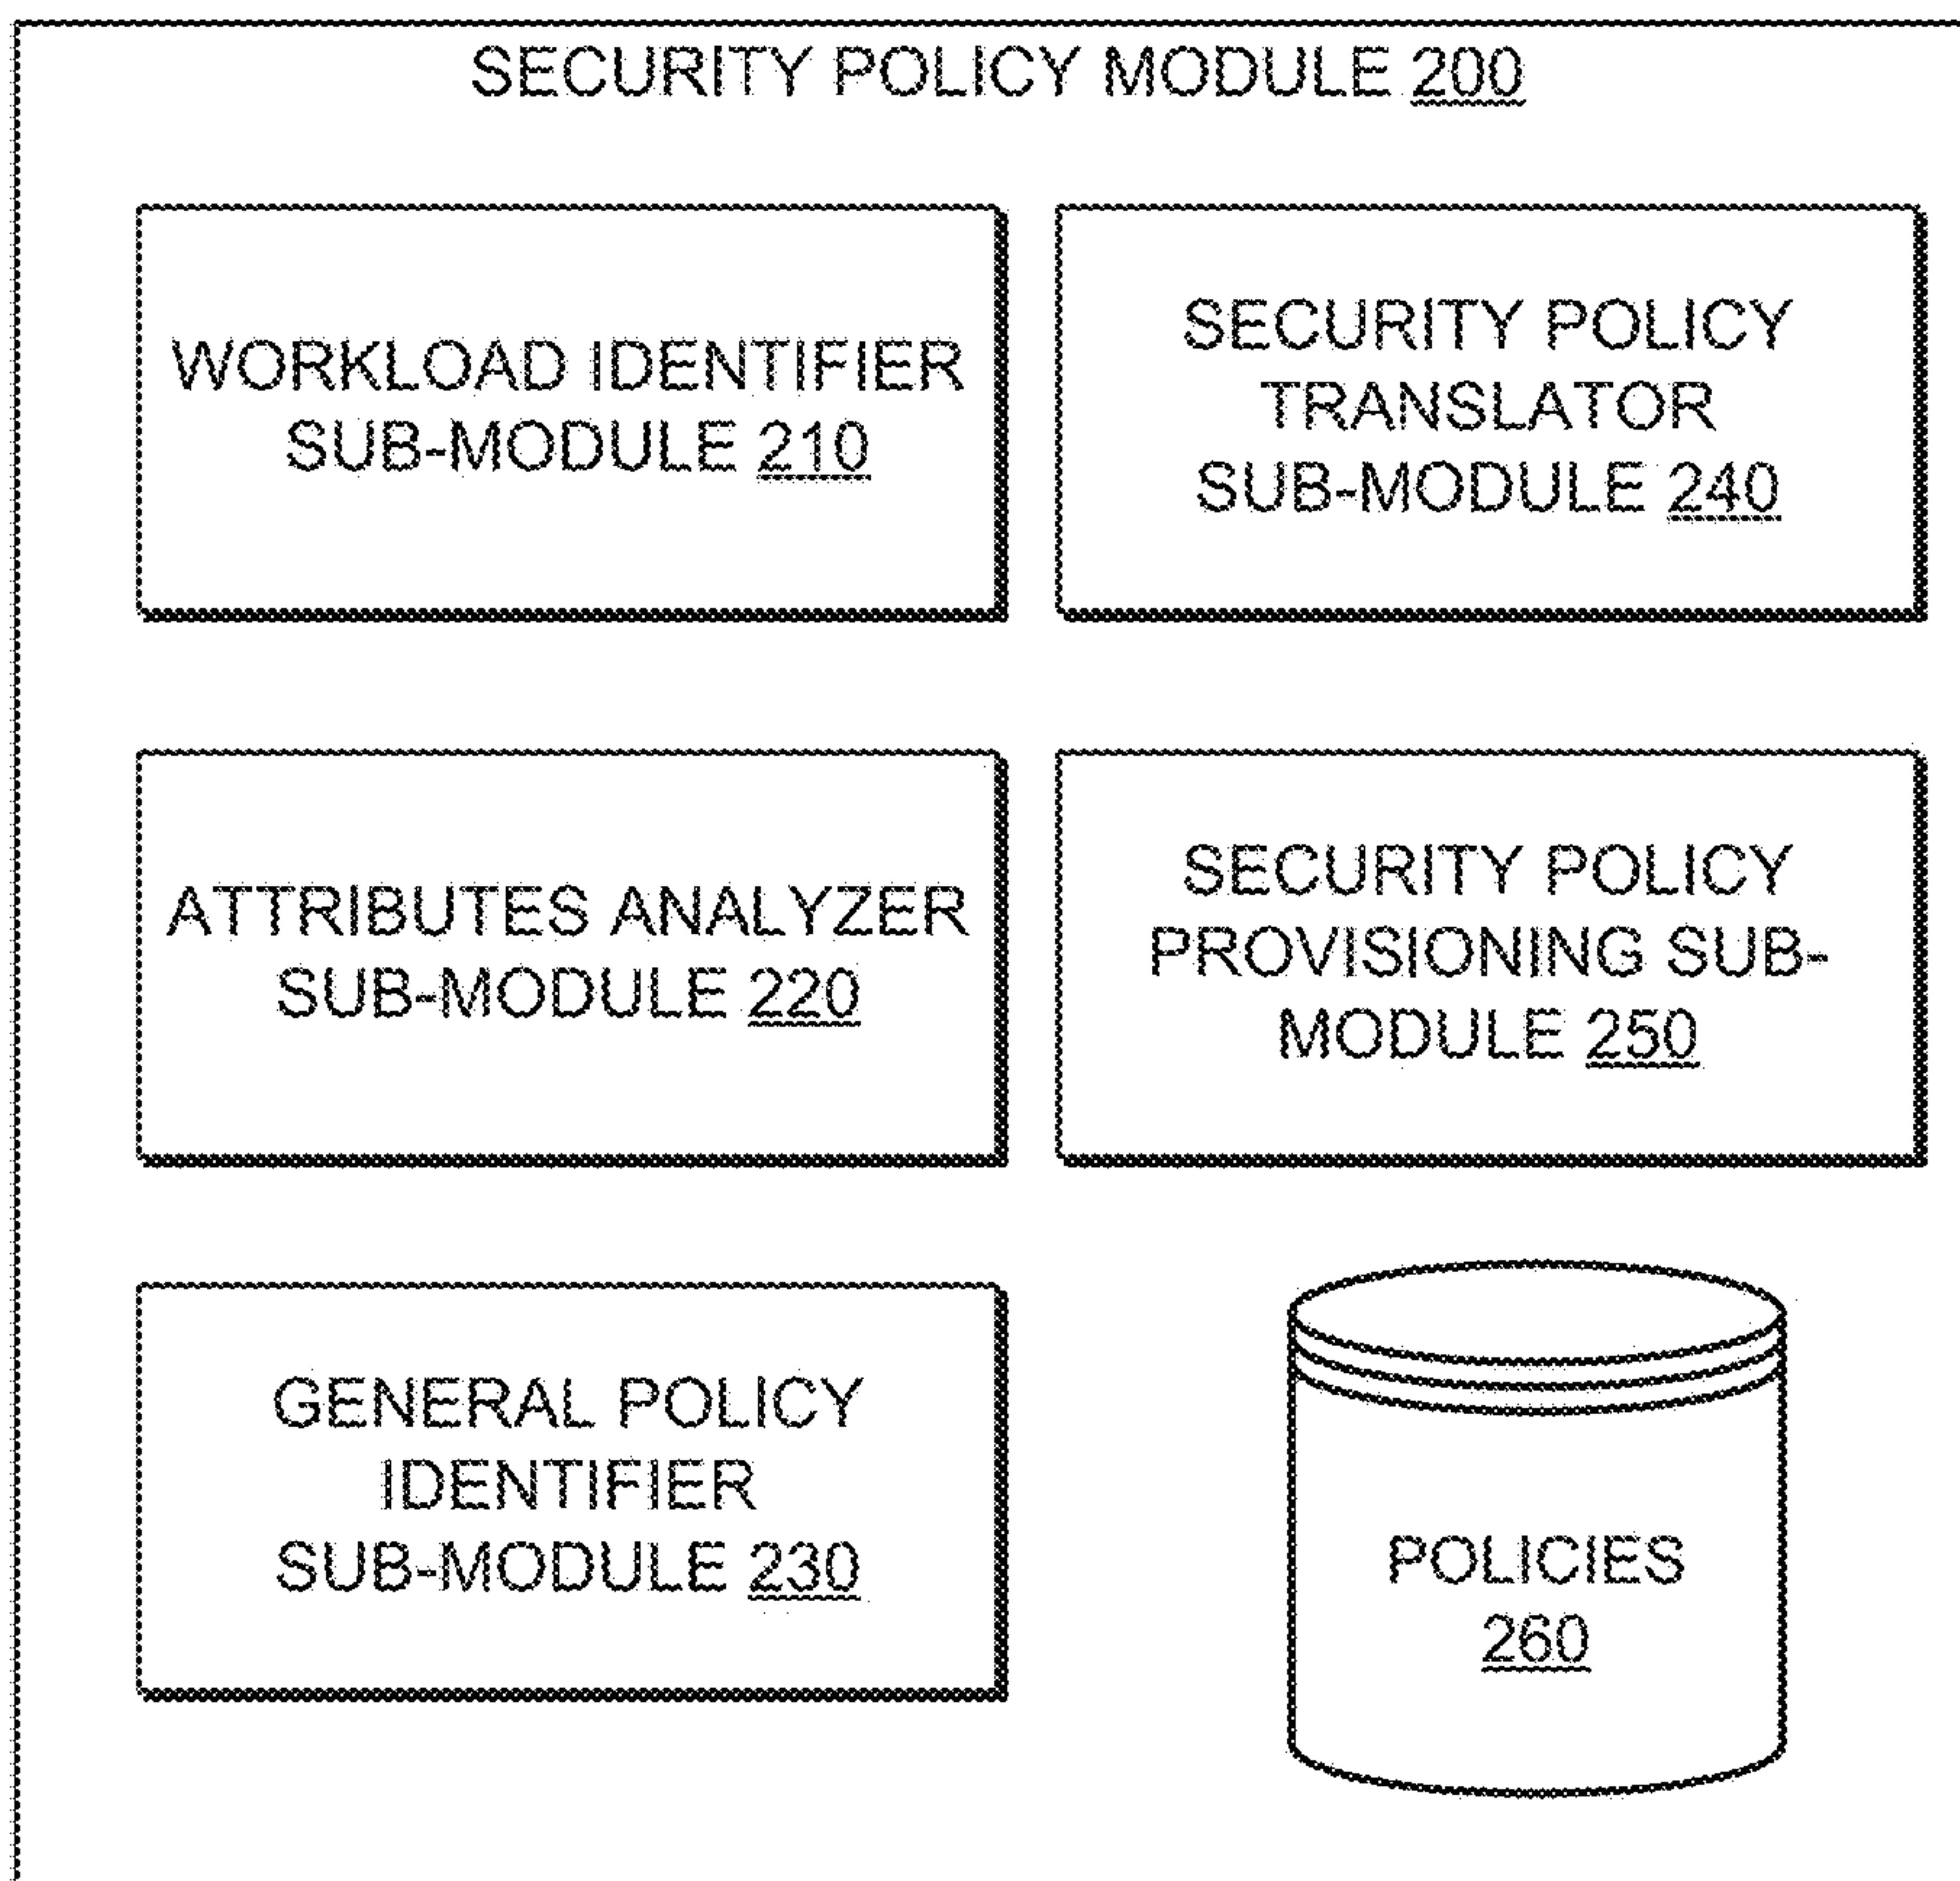 SECURITY POLICY MODULE 200
WORKLOAD IDENTIFIER
SUB-MODULE 210
SECURITY POLICY
TRANSLATOR
SUB-MODULE 240
ATTRIBUTES ANALYZER
SUB-MODULE 220
SECURITY POLICY
PROVISIONING SUB-
MODULE 250
GENERAL POLICY
IDENTIFIER
SUB-MODULE 230
POLICIES
260